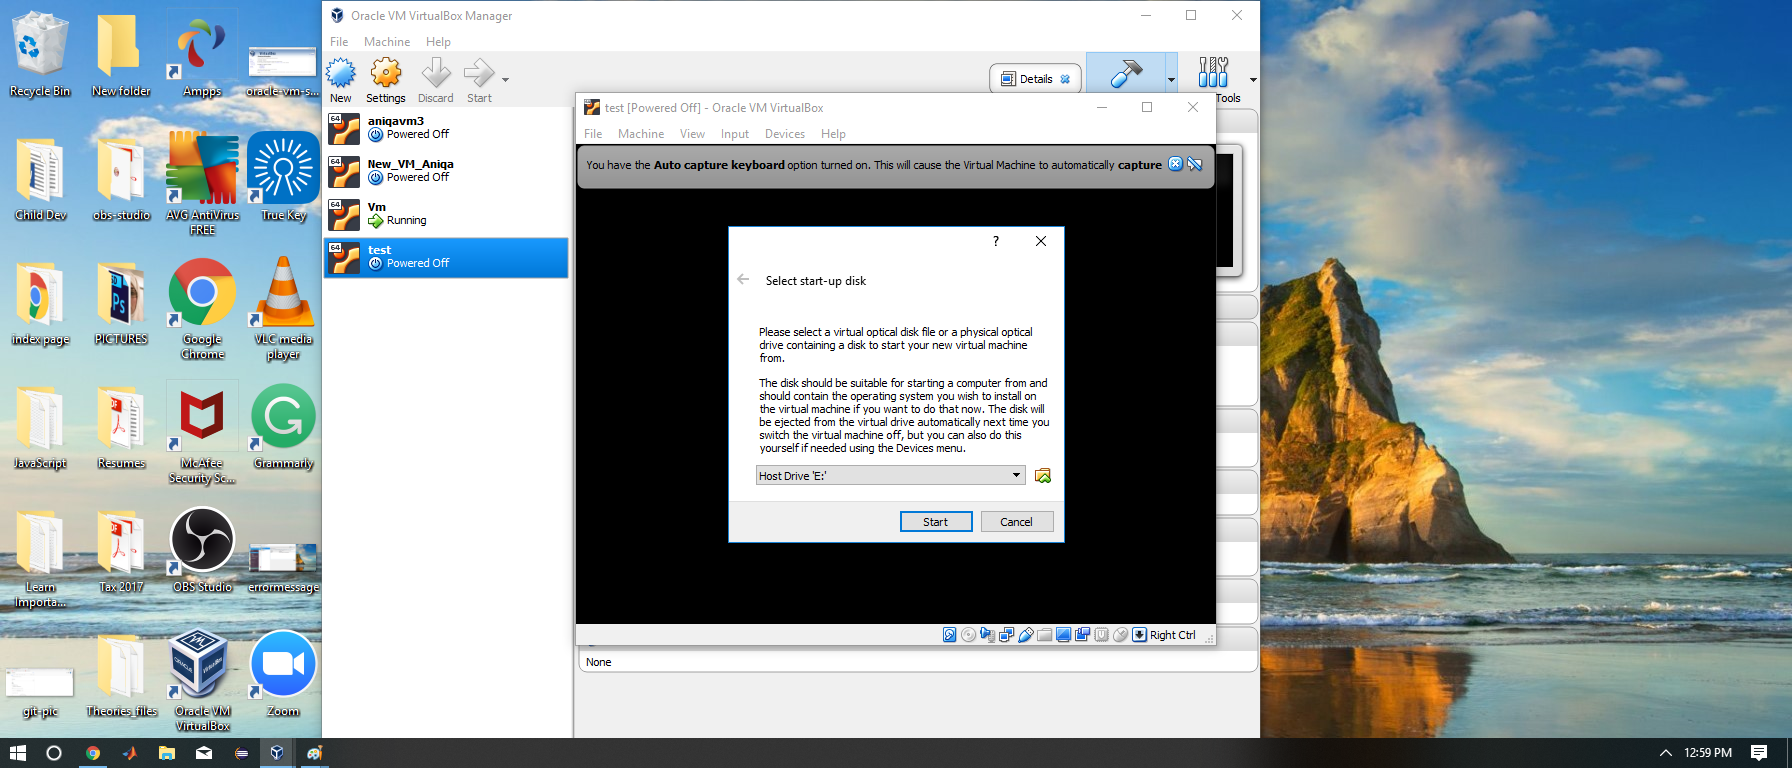 Recycle Bin
New folder
Ampps
oracle-vm-s...
Child Dev
obs-studio
AVG AntiVirus
FREE
True Key
index page
PICTURES
Google
Chrome
VLC media
player
JavaScript
Resumes
McAfee
Security Sc...
Grammarly
Learn
Importa...
Tax 2017
OBS Studio
errormessage
git-pic
Theories_files
Oracle VM
VirtualBox
Zoom
Oracle VM VirtualBox Manager
File Machine Help
New Settings Discard Start
Details
Tools
64
aniqavm3
Powered Off
64
New_VM_Aniqa
Powered Off
64
Vm
Running
64
test
Powered Off
test [Powered Off] - Oracle VM VirtualBox
File Machine View Input Devices Help
You have the Auto capture keyboard option turned on. This will cause the Virtual Machine to automatically capture
?
Select start-up disk
Please select a virtual optical disk file or a physical optical
drive containing a disk to start your new virtual machine
from.
The disk should be suitable for starting a computer from and
should contain the operating system you wish to install on
the virtual machine if you want to do that now. The disk will
be ejected from the virtual drive automatically next time you
switch the virtual machine off, but you can also do this
yourself if needed using the Devices menu.
Host Drive 'E:'
Start Cancel
Right Ctrl
None
12:59 PM